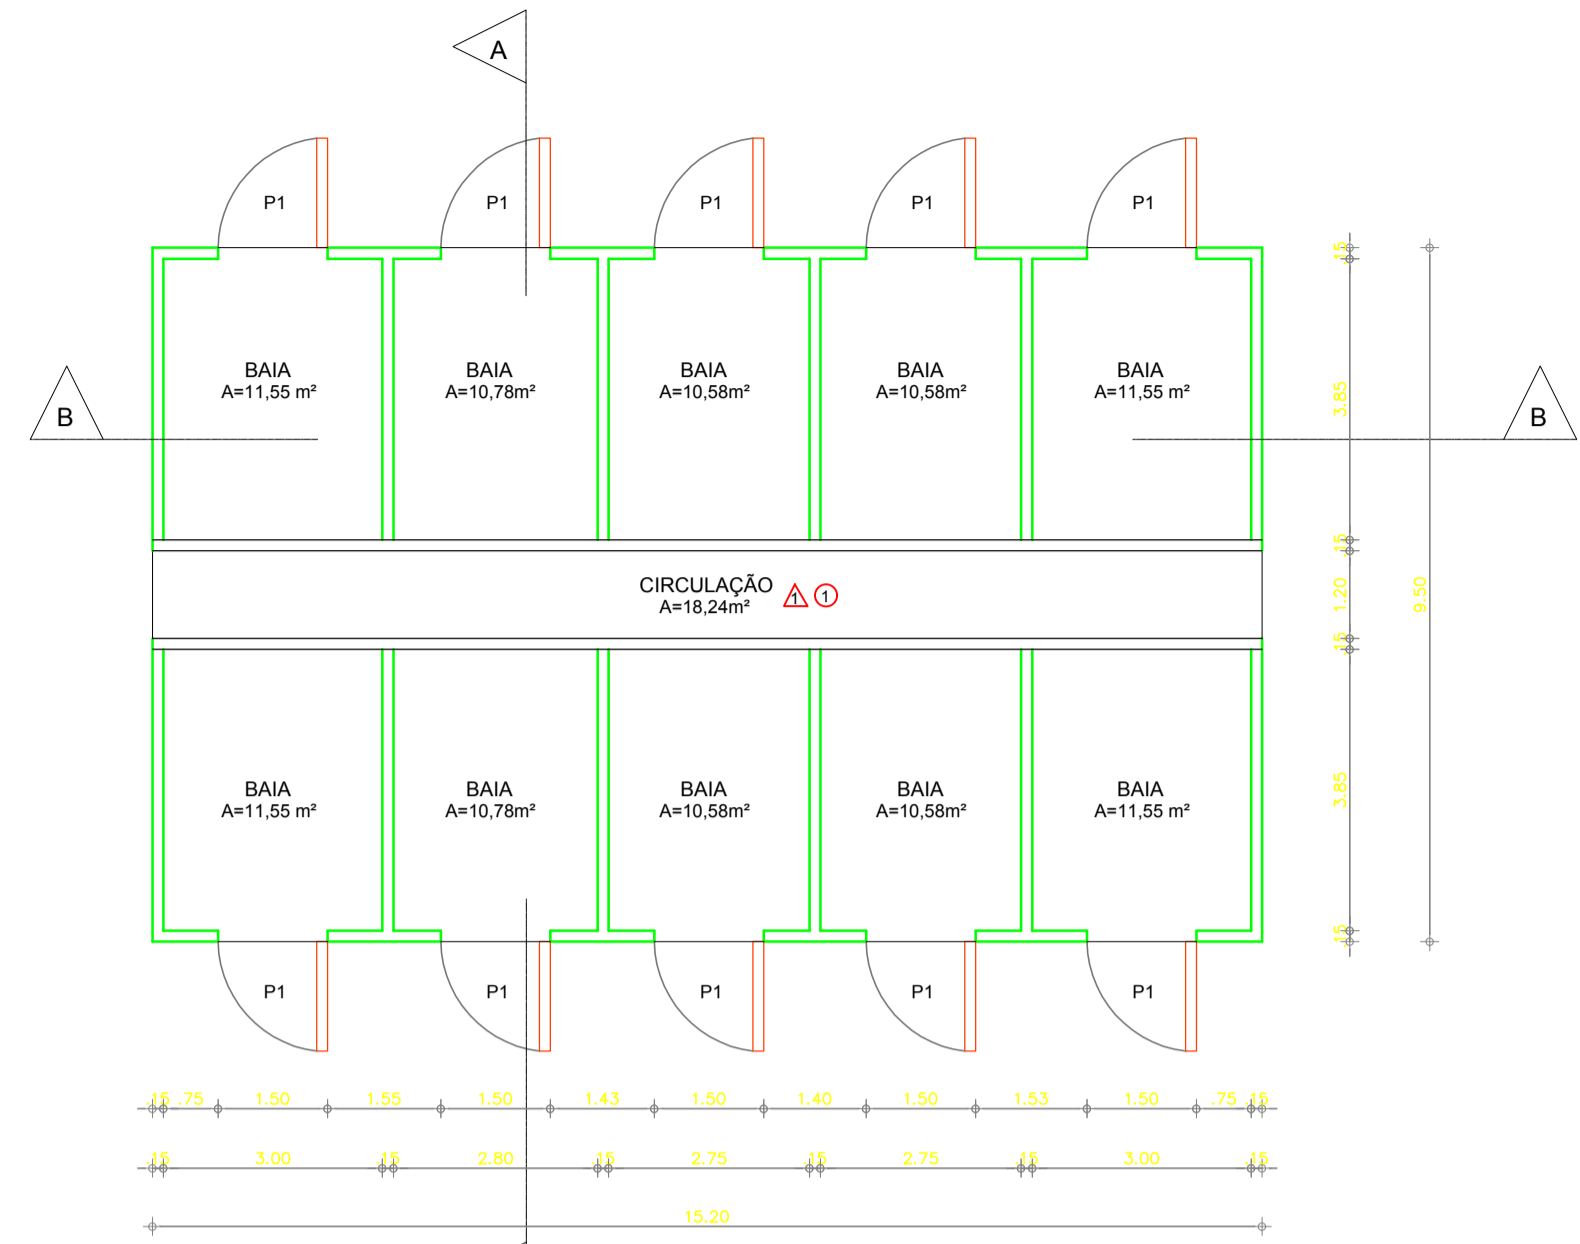 A
P1 P1 P1 P1 P1
BAIA BAIA BAIA BAIA BAIA
A=11,55 m² A=10,78m² A=10,58m² A=10,58m² A=11,55 m²
.15
3.85
B B
.15
CIRCULAÇÃO
A=18,24m² 1 1
1.20
9.50
.15
BAIA BAIA BAIA BAIA BAIA
A=11,55 m² A=10,78m² A=10,58m² A=10,58m² A=11,55 m²
3.85
.15
P1 P1 P1 P1 P1
.15 .75 1.50 1.55 1.50 1.43 1.50 1.40 1.50 1.53 1.50 .75 .15
.15 3.00 .15 2.80 .15 2.75 .15 2.75 .15 3.00 .15
15.20